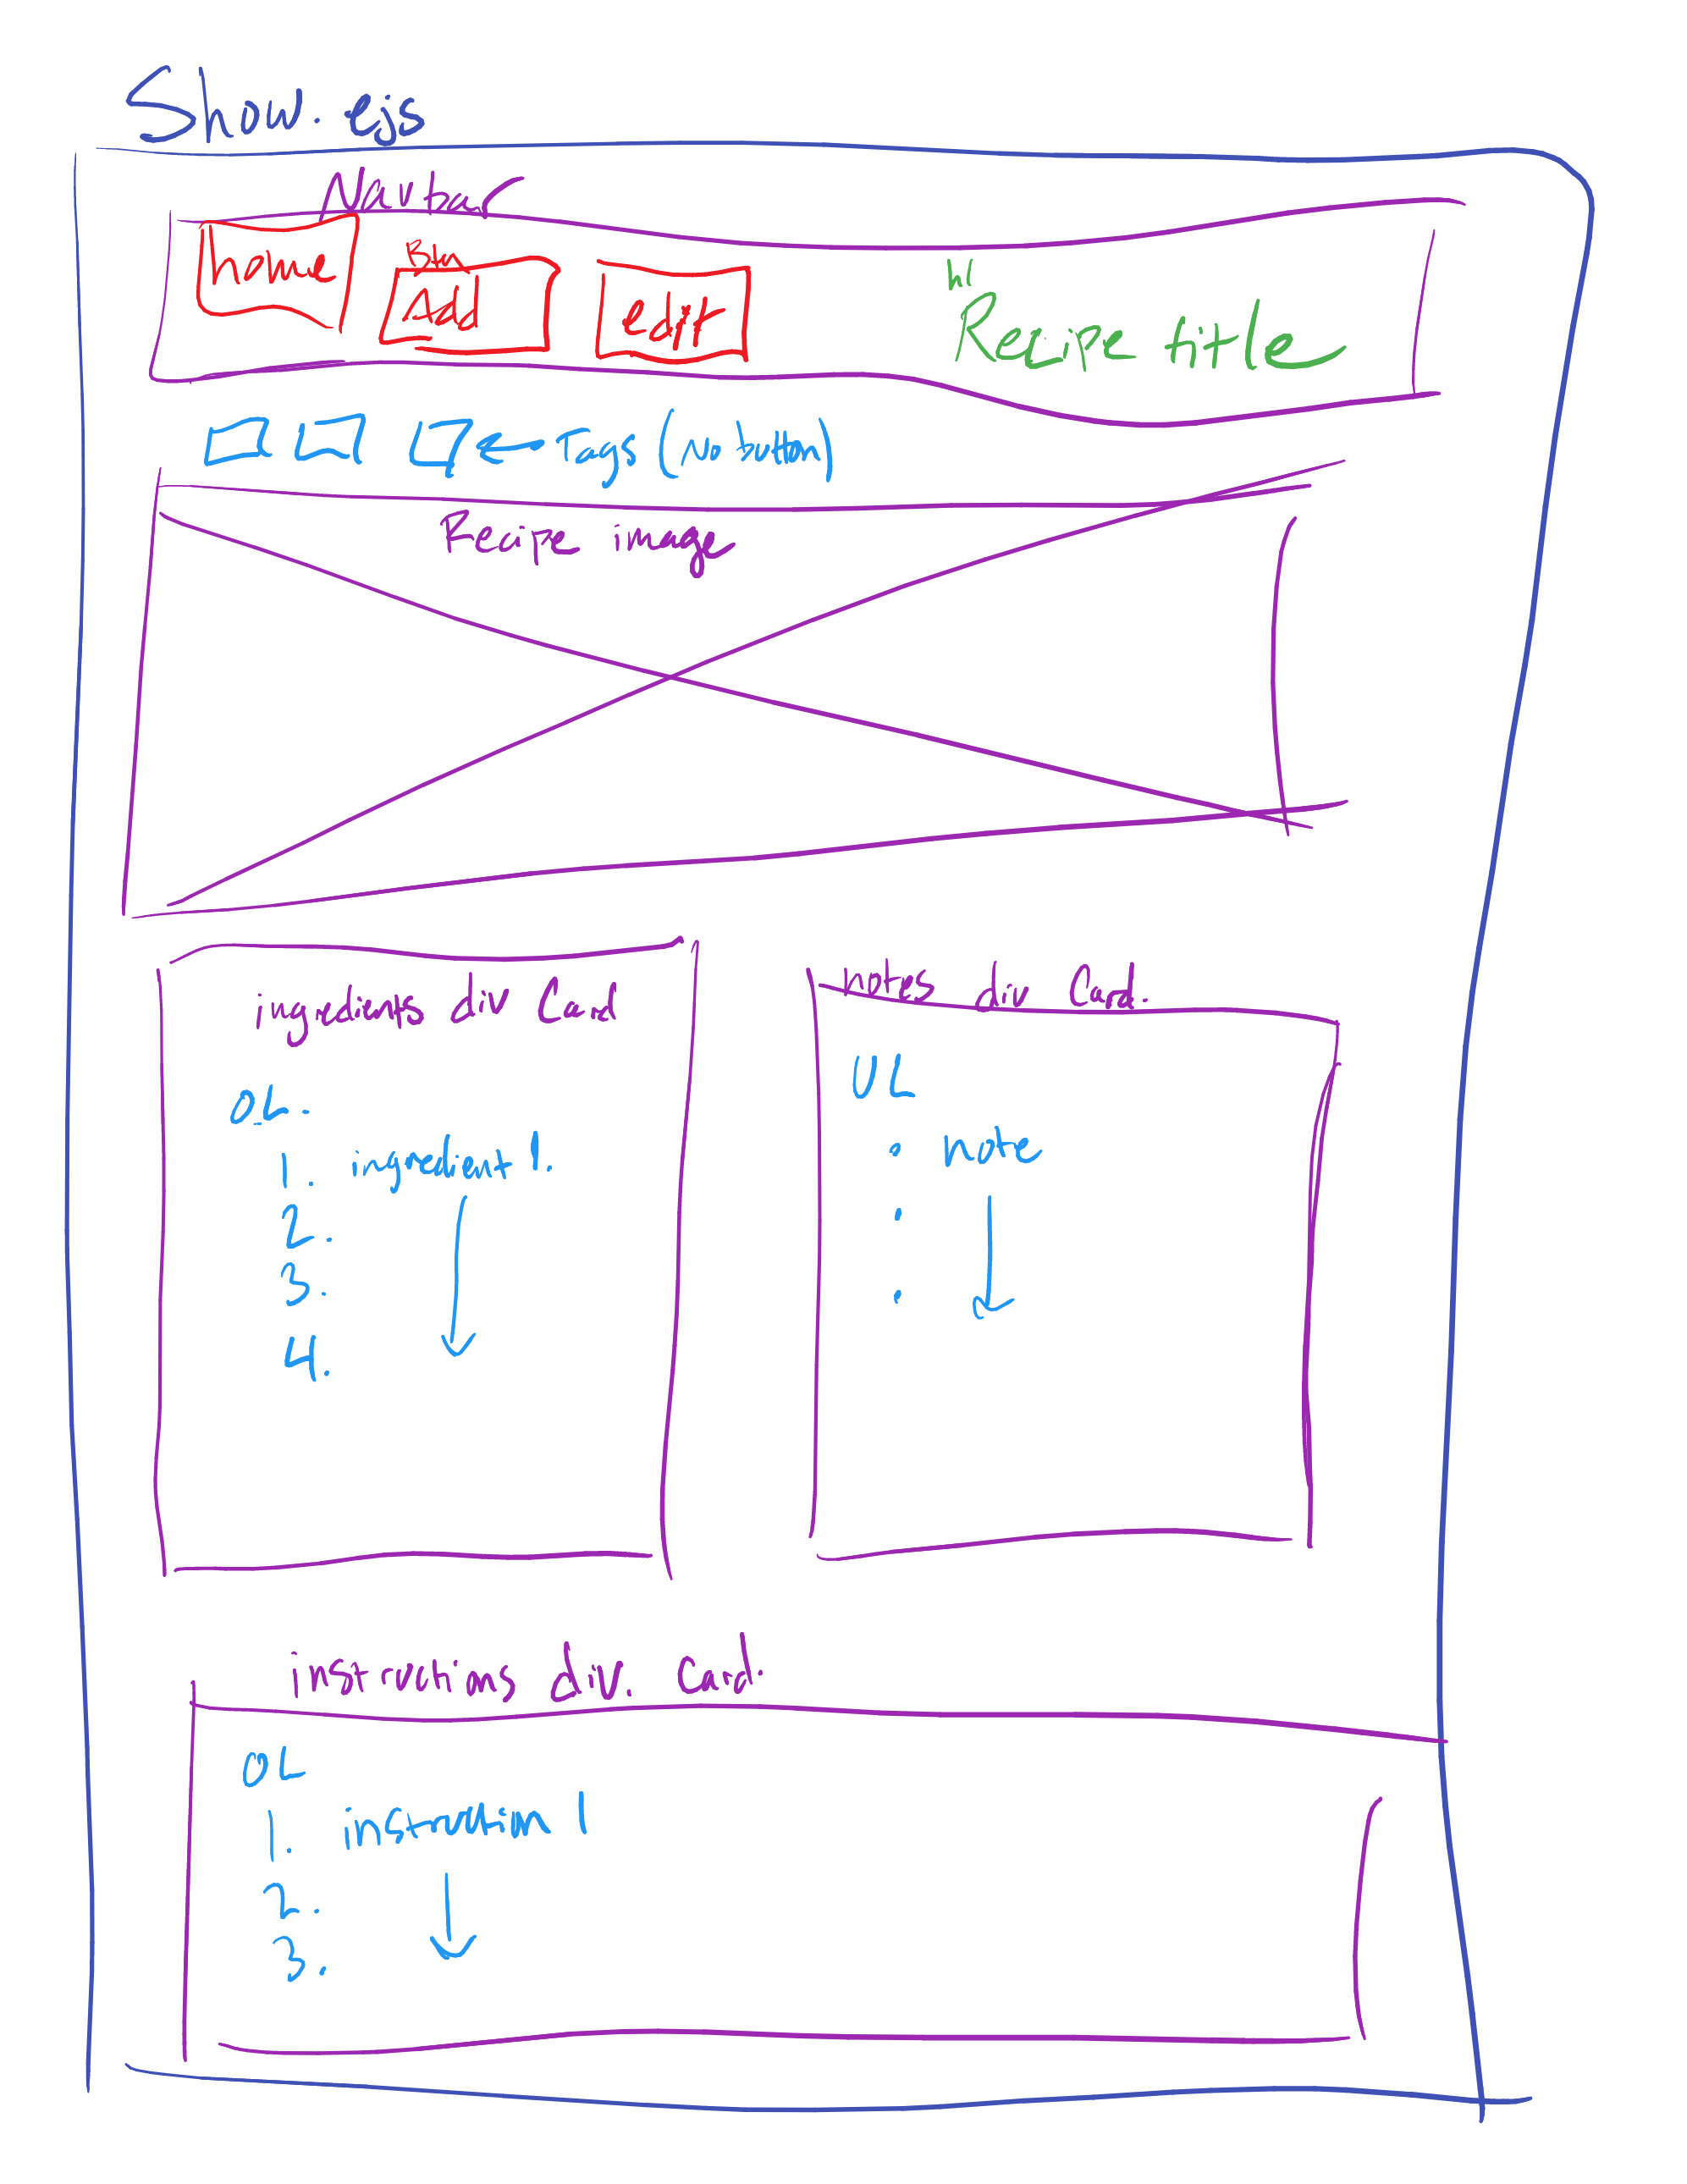 Show.ejs
Navbar
home
Btn
Add
edit
h1
Recipe title
Tags (No button)
Recipe image
ingredients div Card
OL.
1. ingredient 1.
2.
3.
4.
notes div Card.
UL
• note
•
•
instructions div. Card.
OL
1. instruction 1
2.
3.